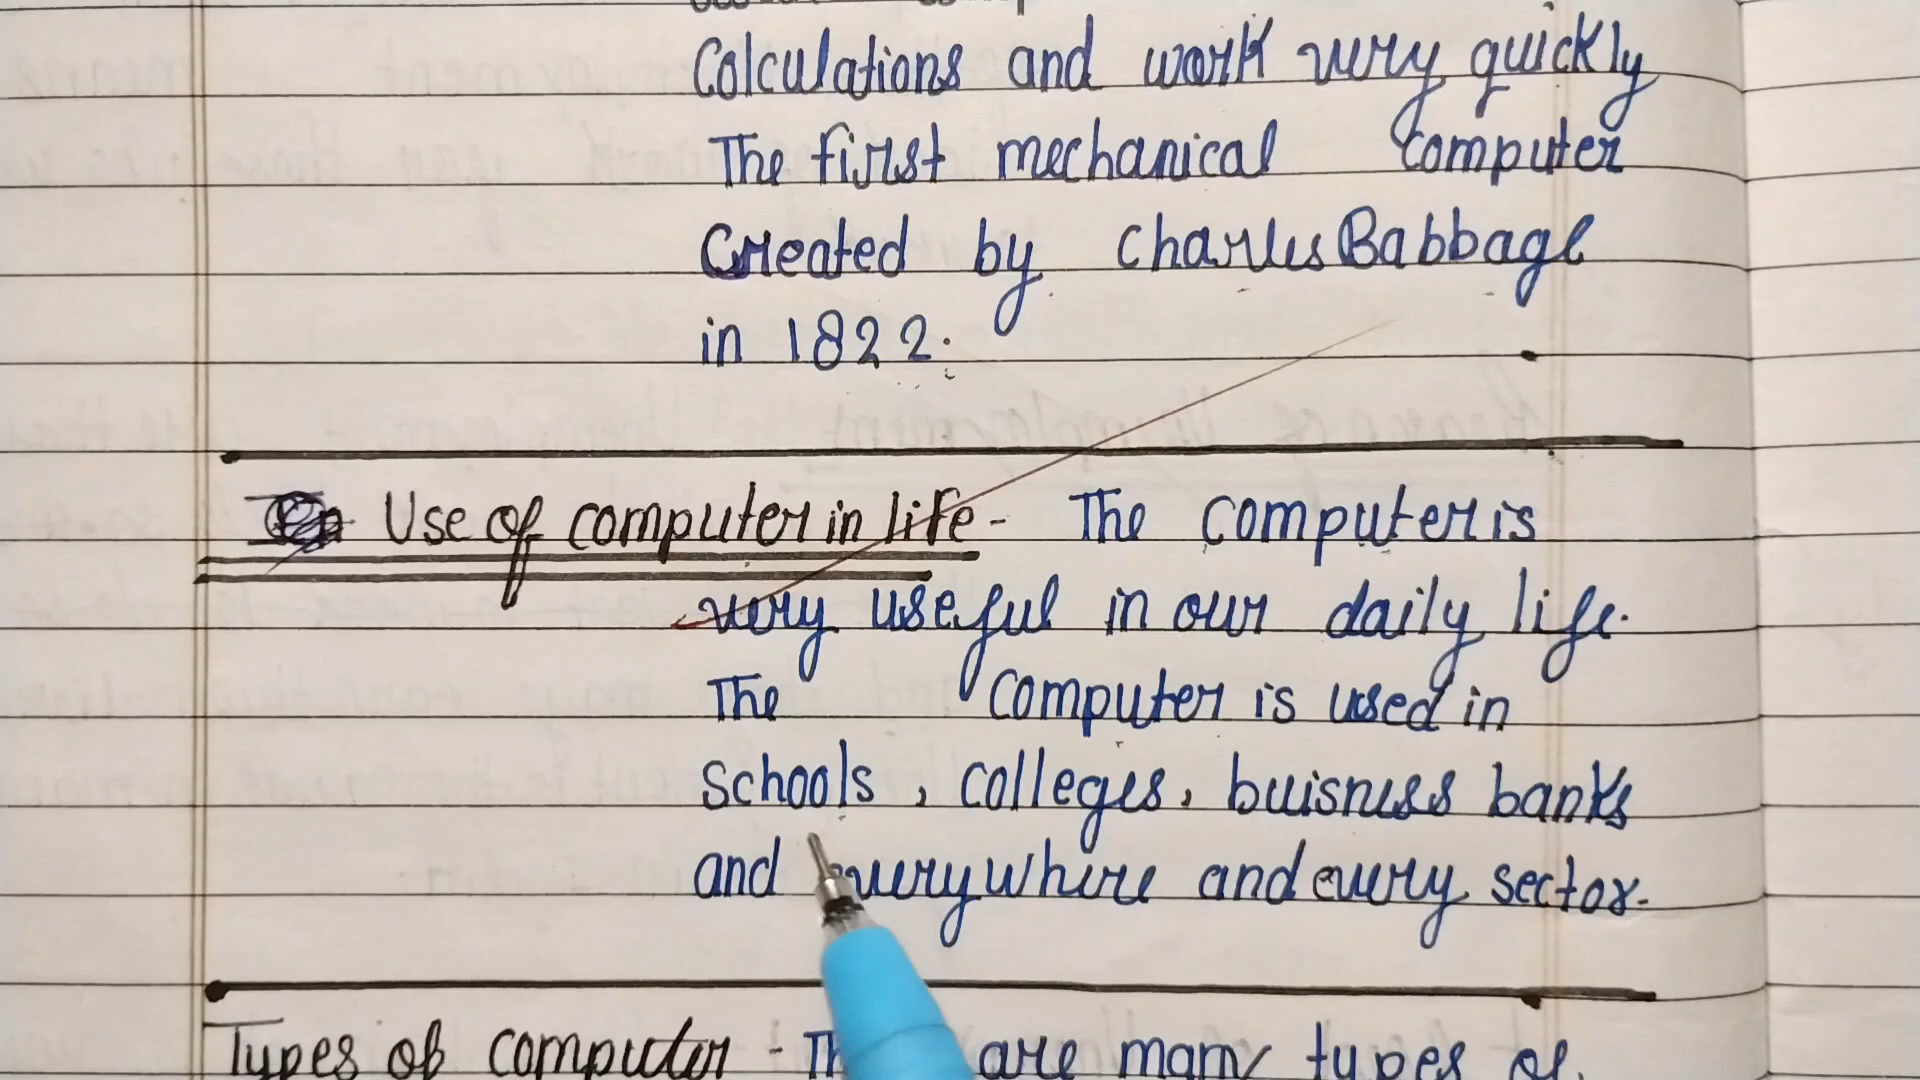 Calculations and work very quickly
The first mechanical computer
Created by Charles Babbage
in 1822.
Use of computer in life - The computer is
very useful in our daily life.
The computer is used in
schools, colleges, buisness banks
and everywhere and every sector.
Types of computer - are many types of